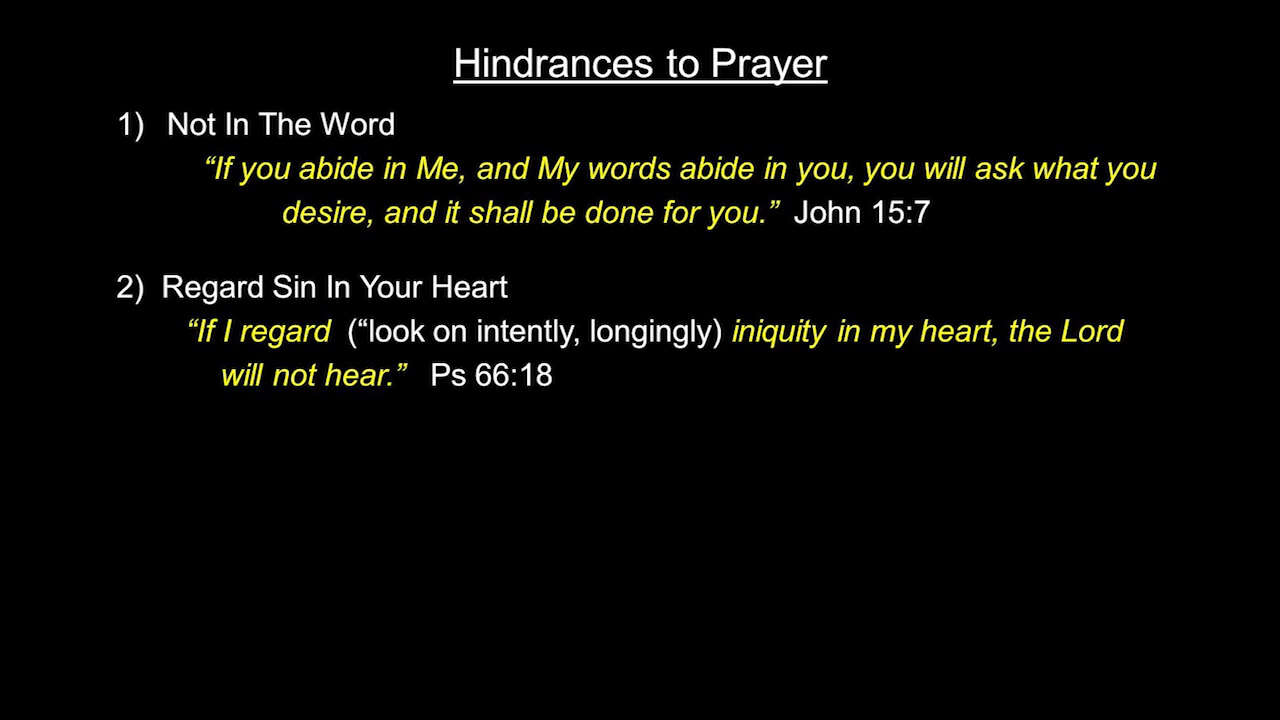 Hindrances to Prayer
1) Not In The Word
“If you abide in Me, and My words abide in you, you will ask what you
desire, and it shall be done for you.” John 15:7
2) Regard Sin In Your Heart
“If I regard (“look on intently, longingly) iniquity in my heart, the Lord
will not hear.” Ps 66:18